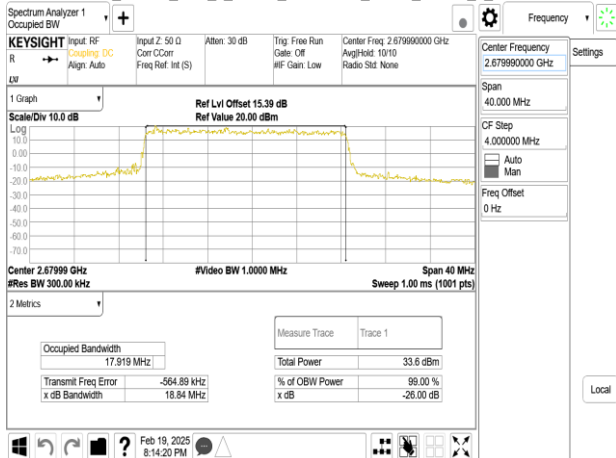 Spectrum Analyzer 1
Occupied BW
Frequency
KEYSIGHT
R
Input: RF
Coupling: DC
Align: Auto
Input Z: 50 Ω
Corr CCorr
Freq Ref: Int (S)
Atten: 30 dB
Trig: Free Run
Gate: Off
#IF Gain: Low
Center Freq: 2.679990000 GHz
Avg|Hold: 10/10
Radio Std: None
LXI
Center Frequency
2.679990000 GHz
Settings
Span
40.000 MHz
CF Step
4.000000 MHz
Auto
Man
Freq Offset
0 Hz
Local
1 Graph
Scale/Div 10.0 dB
Ref Lvl Offset 15.39 dB
Ref Value 20.00 dBm
Log
10.0
0.00
-10.0
-20.0
-30.0
-40.0
-50.0
-60.0
-70.0
Center 2.67999 GHz
#Video BW 1.0000 MHz
Span 40 MHz
#Res BW 300.00 kHz
Sweep 1.00 ms (1001 pts)
2 Metrics
Measure Trace Trace 1
Occupied Bandwidth
17.919 MHz
Total Power 33.6 dBm
Transmit Freq Error -564.89 kHz
% of OBW Power 99.00 %
x dB Bandwidth 18.84 MHz
x dB -26.00 dB
Feb 19, 2025
8:14:20 PM